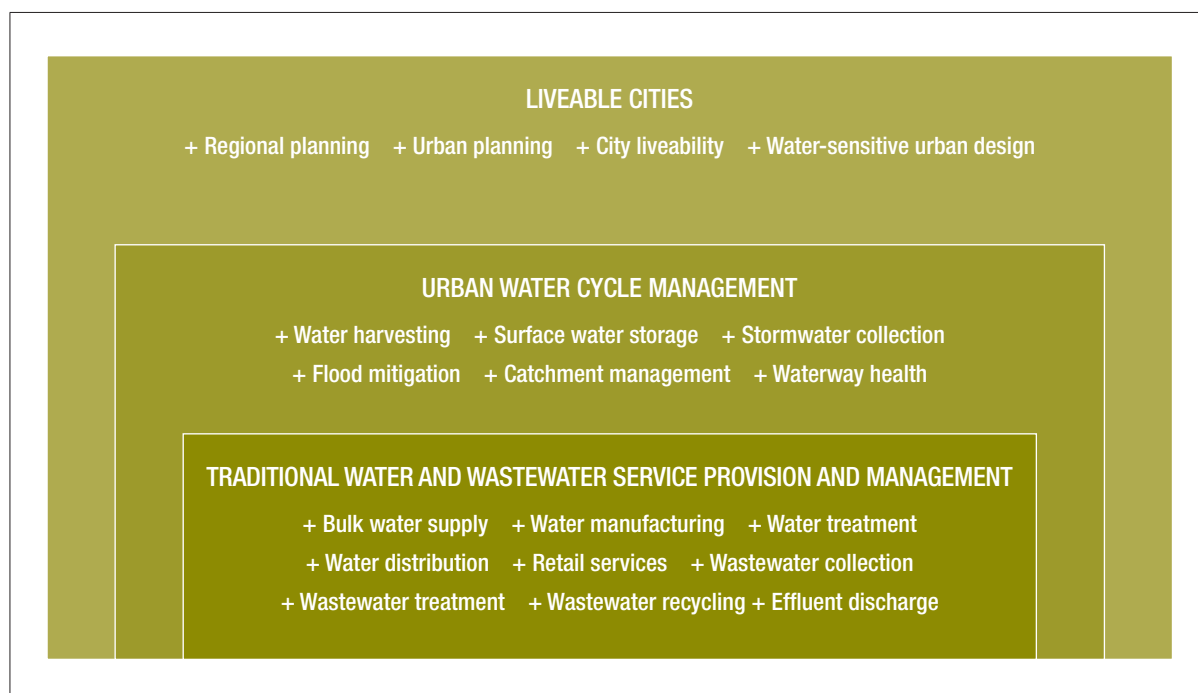 LIVEABLE CITIES
+ Regional planning + Urban planning + City liveability + Water-sensitive urban design
URBAN WATER CYCLE MANAGEMENT
+ Water harvesting + Surface water storage + Stormwater collection
+ Flood mitigation + Catchment management + Waterway health
TRADITIONAL WATER AND WASTEWATER SERVICE PROVISION AND MANAGEMENT
+ Bulk water supply + Water manufacturing + Water treatment
+ Water distribution + Retail services + Wastewater collection
+ Wastewater treatment + Wastewater recycling + Effluent discharge